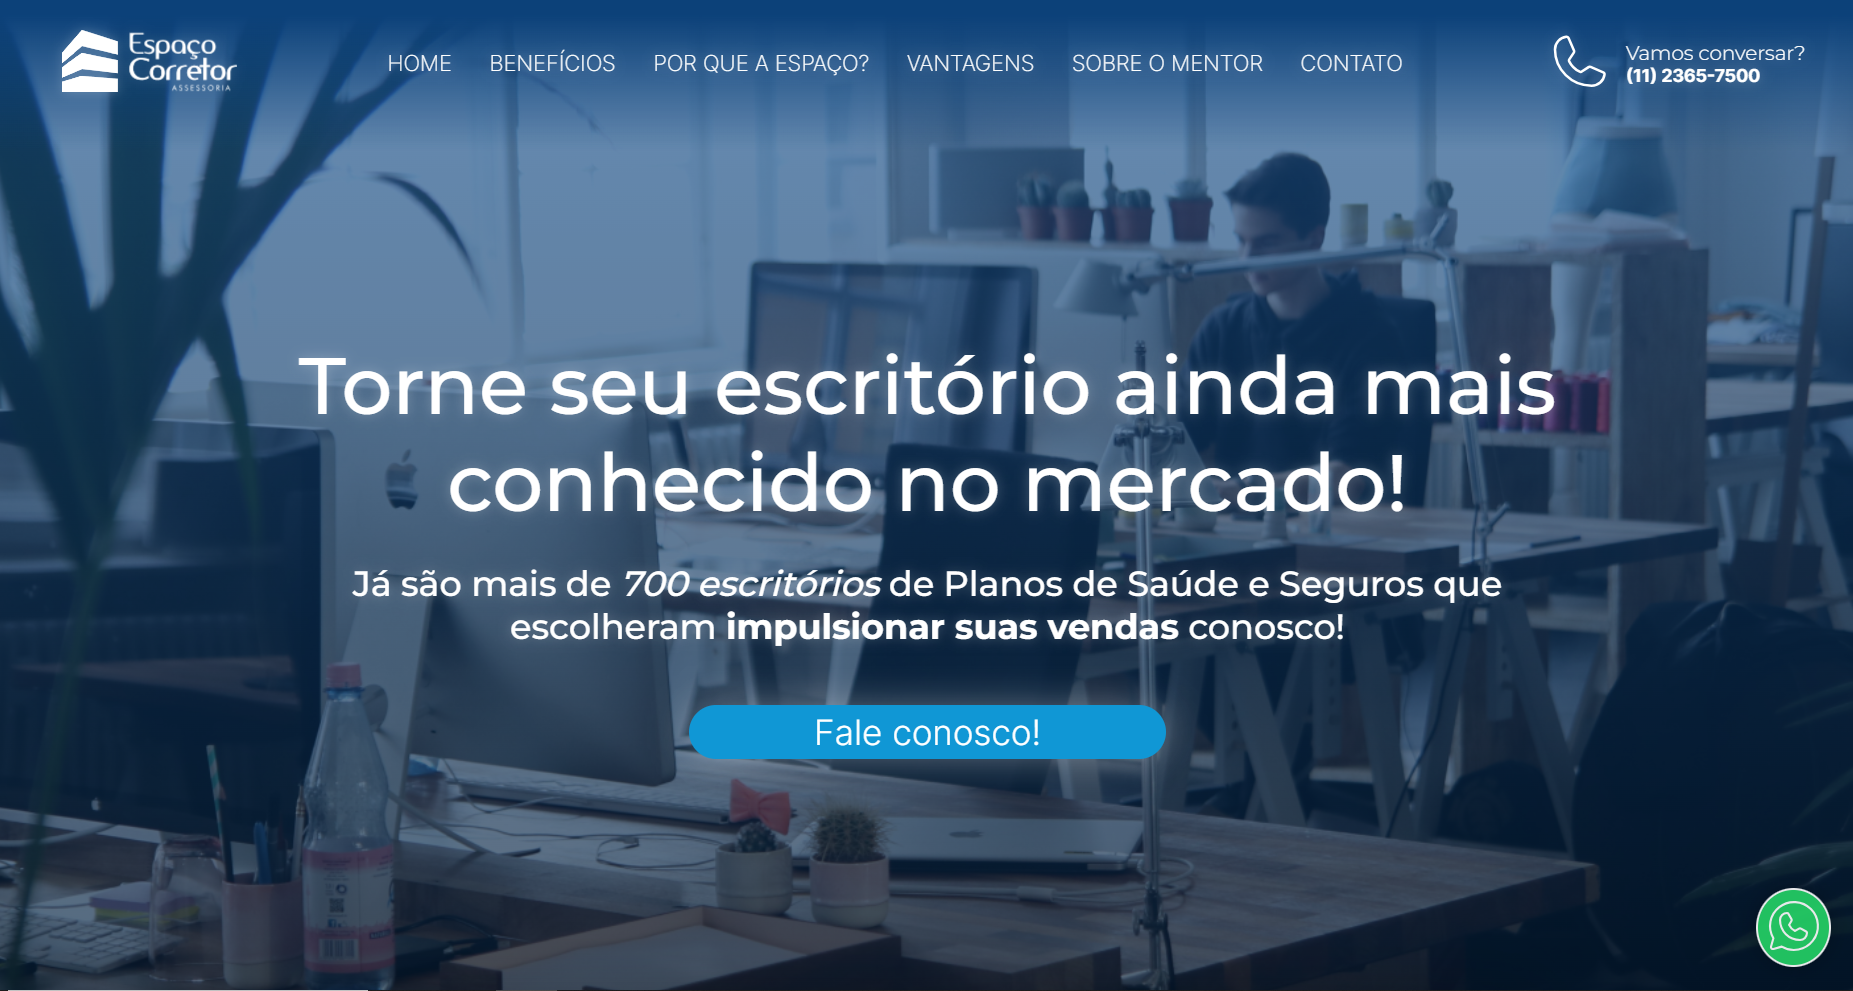 Espaço
Corretor
ASSESSORIA
HOME
BENEFÍCIOS
POR QUE A ESPAÇO?
VANTAGENS
SOBRE O MENTOR
CONTATO
Vamos conversar?
(11) 2365-7500
Torne seu escritório ainda mais
conhecido no mercado!
Já são mais de 700 escritórios de Planos de Saúde e Seguros que
escolheram impulsionar suas vendas conosco!
Fale conosco!